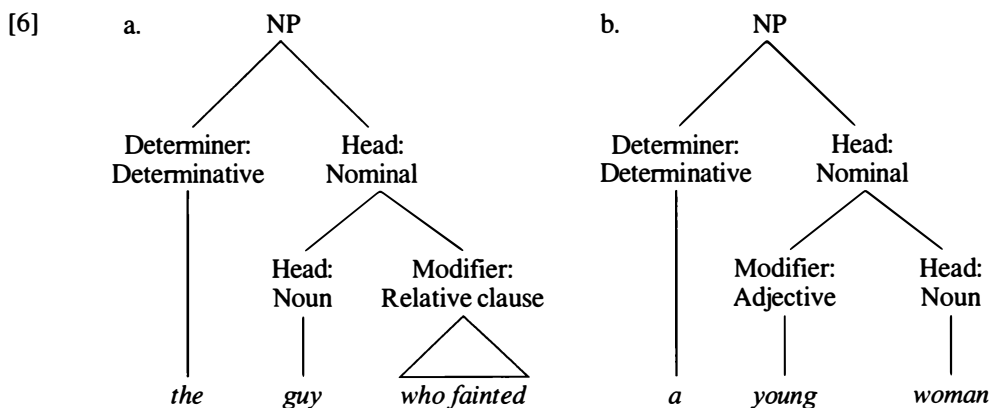 [6] a. NP b. NP
Determiner: Head: Determiner: Head:
Determinative Nominal Determinative Nominal
Head: Modifier: Modifier: Head:
Noun Relative clause Adjective Noun
the guy who fainted a young woman